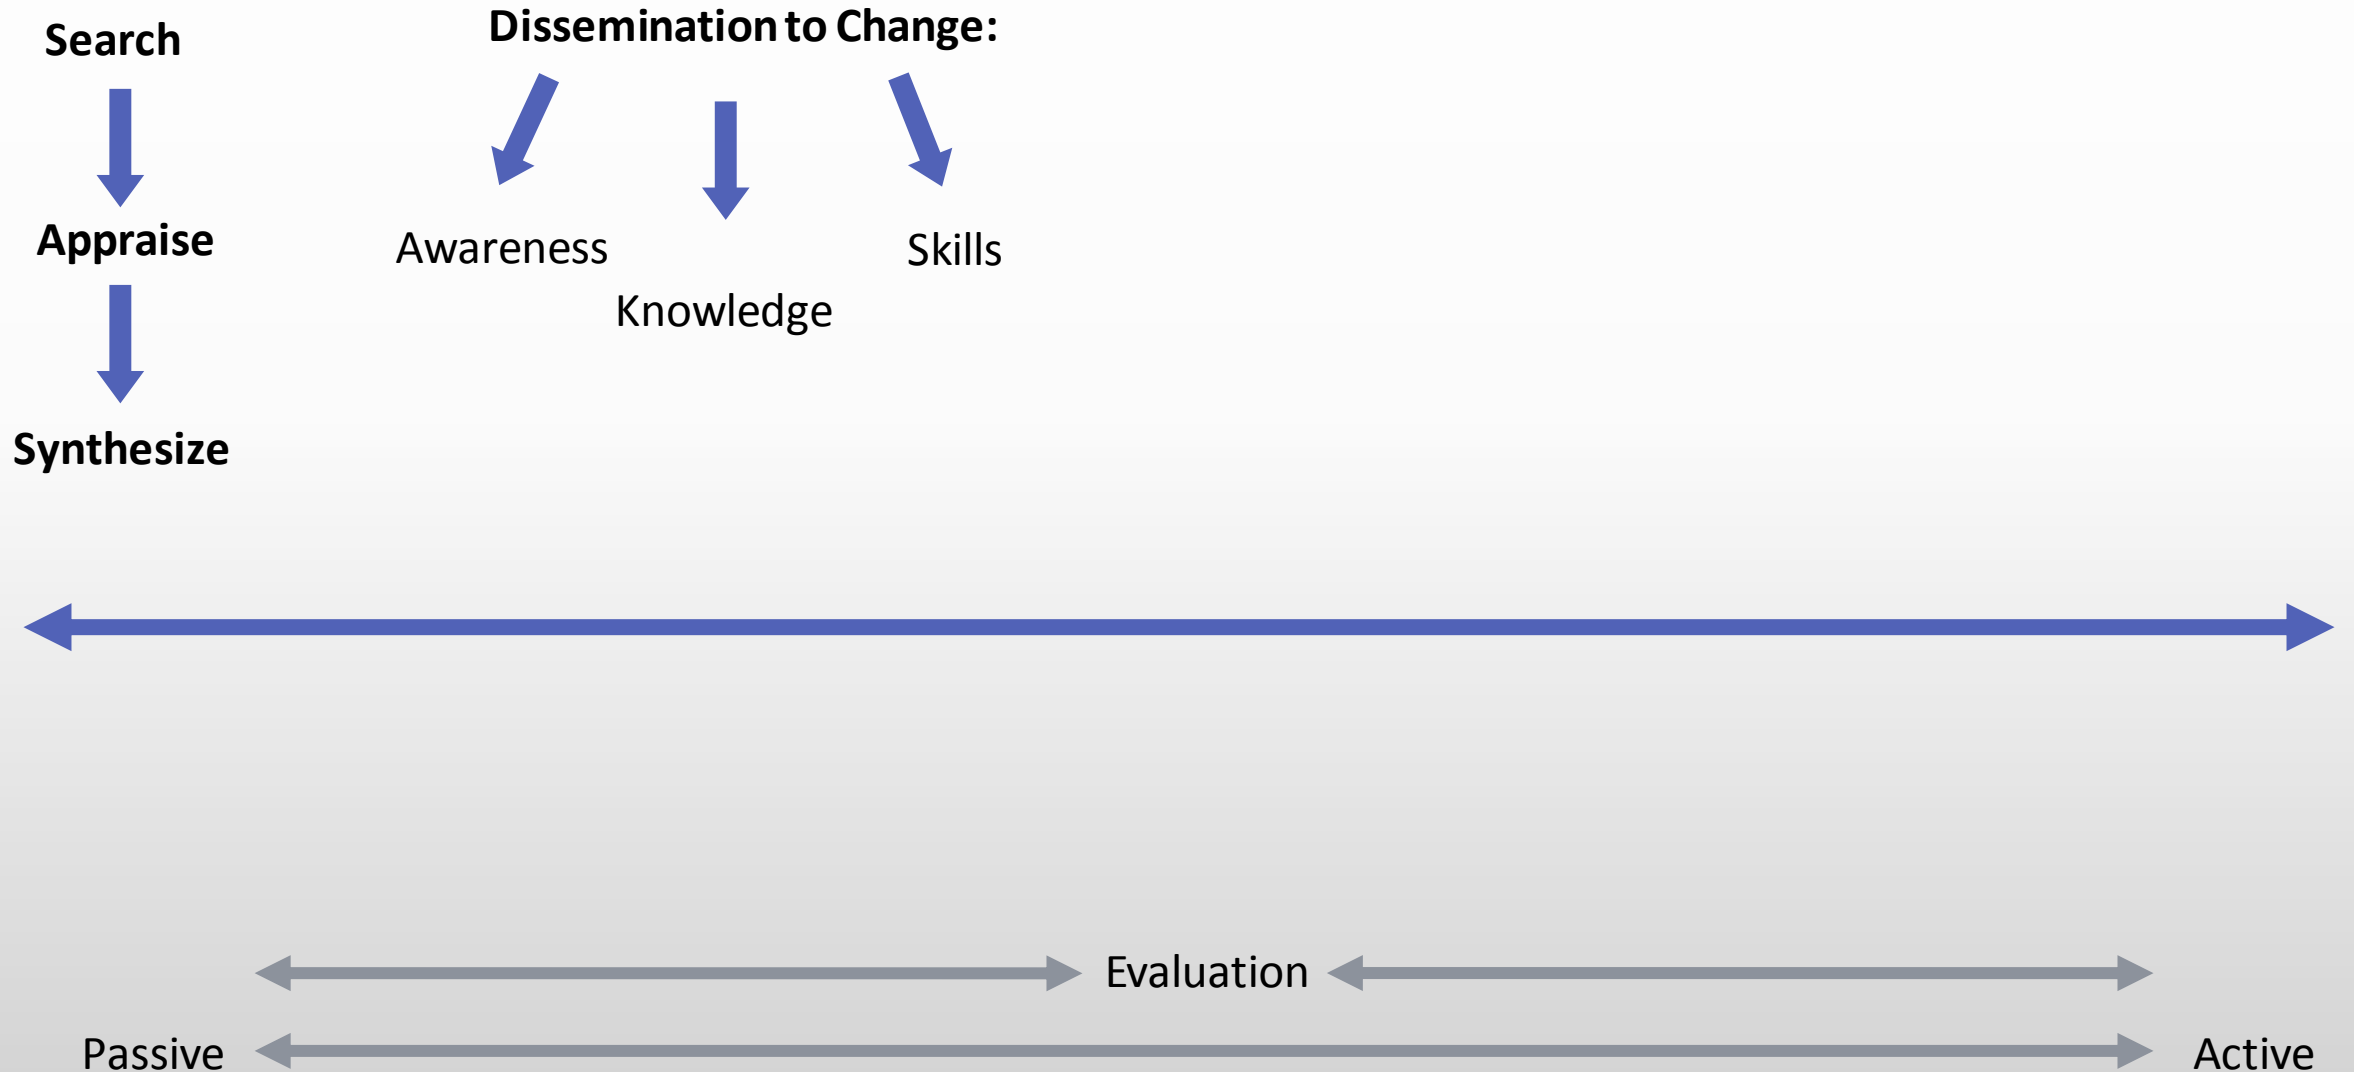 Search
Appraise
Synthesize
Dissemination to Change:
Awareness
Knowledge
Skills
Evaluation
Passive
Active